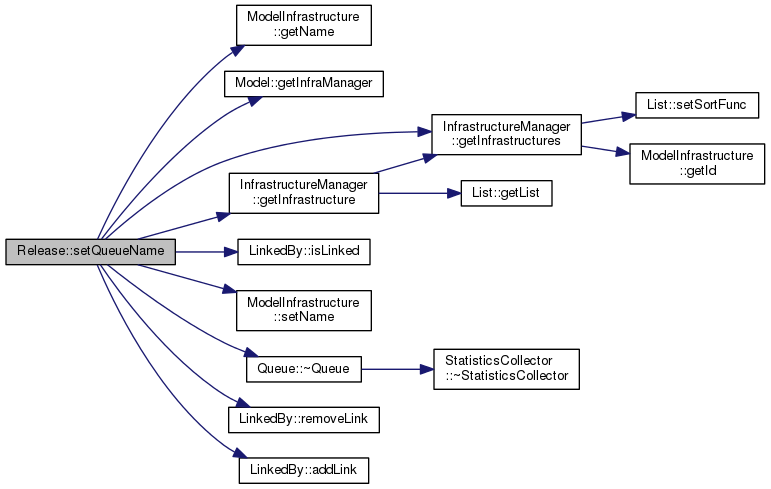 ModelInfrastructure
::getName
Model::getInfraManager
List::setSortFunc
InfrastructureManager
::getInfrastructures
ModelInfrastructure
::getId
InfrastructureManager
::getInfrastructure
List::getList
Release::setQueueName
LinkedBy::isLinked
ModelInfrastructure
::setName
Queue::~Queue
StatisticsCollector
::~StatisticsCollector
LinkedBy::removeLink
LinkedBy::addLink